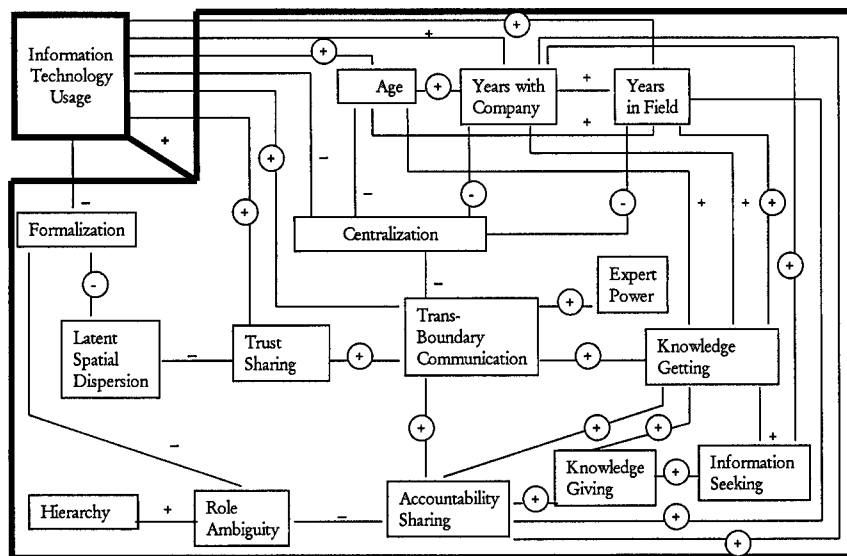 Information
Technology
Usage
+
+
+
Age
+
Years with
Company
+
Years
in Field
+
+
+
–
–
-
-
+
+
+
+
–
Formalization
Centralization
-
–
Expert
Power
+
+
Latent
Spatial
Dispersion
–
Trust
Sharing
+
Trans-
Boundary
Communication
+
Knowledge
Getting
+
+
+
+
–
Knowledge
Giving
+
Information
Seeking
Hierarchy
+
Role
Ambiguity
–
Accountability
Sharing
+
+
+